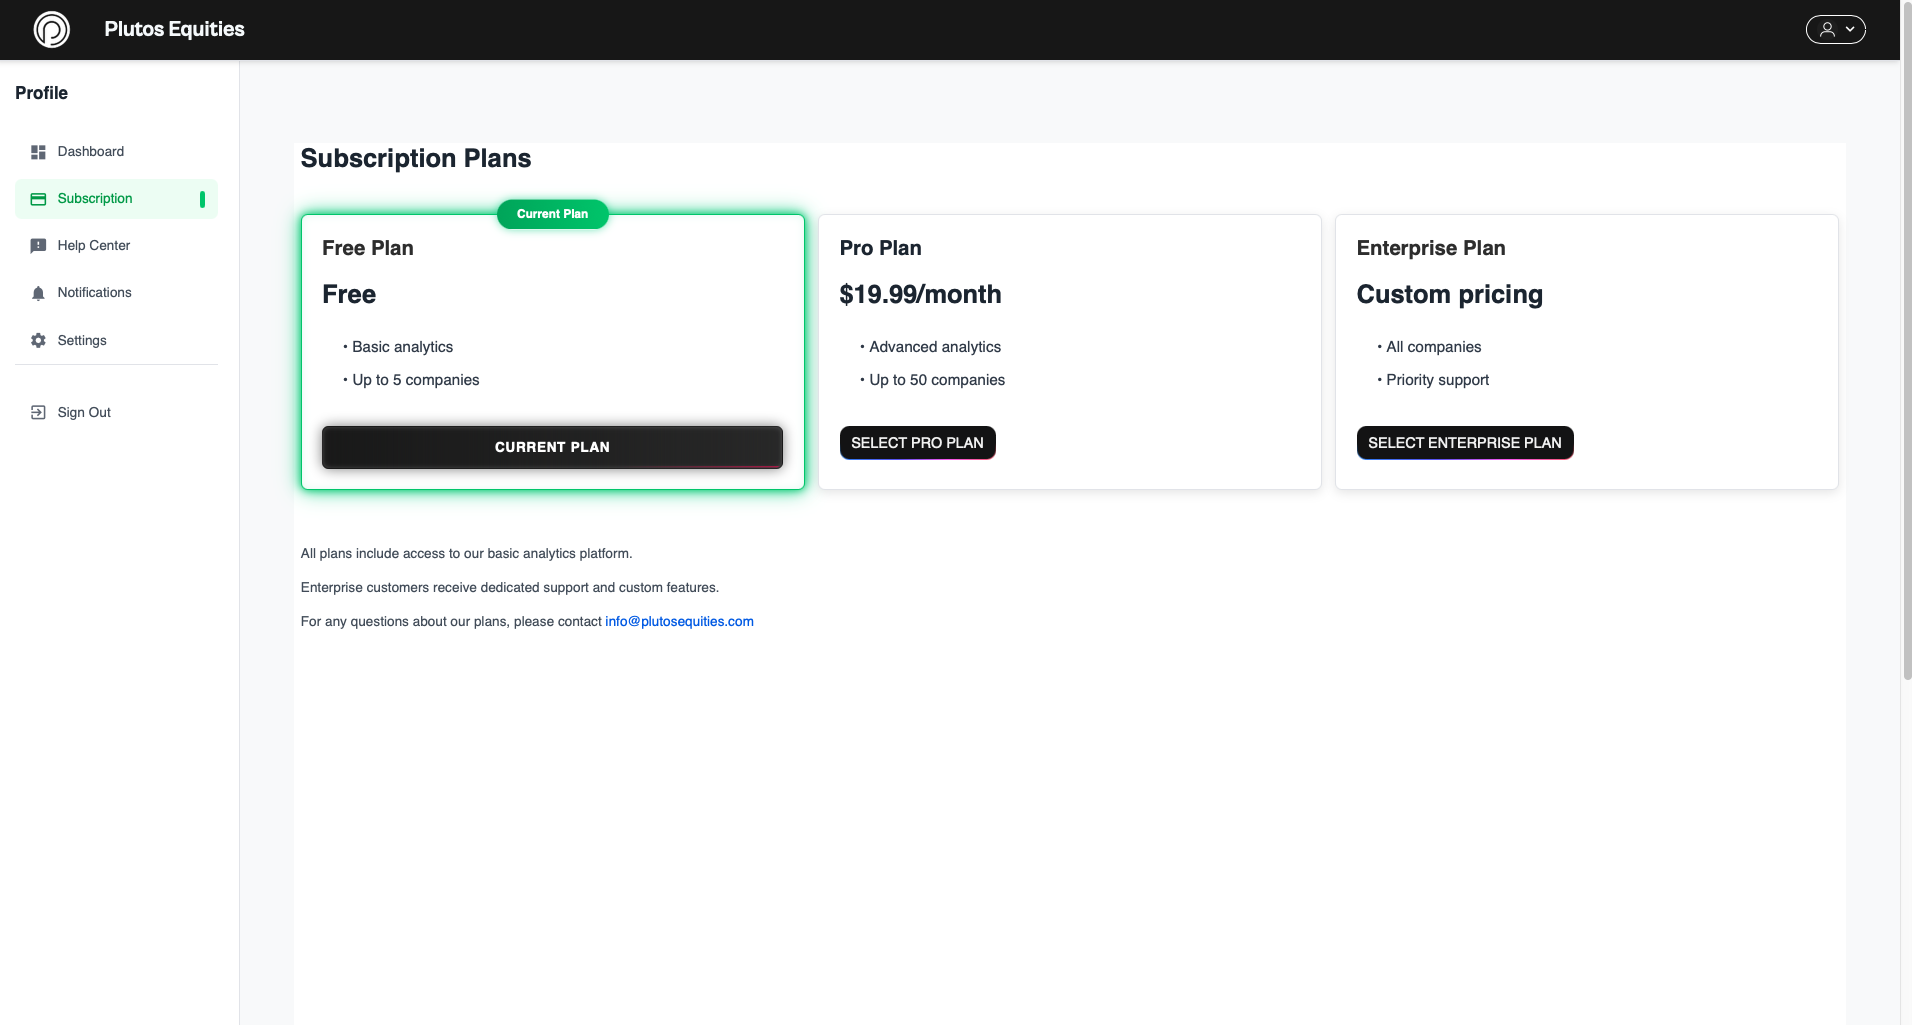 Plutos Equities
Profile
Dashboard
Subscription
Help Center
Notifications
Settings
Sign Out
Subscription Plans
Current Plan
Free Plan
Free
• Basic analytics
• Up to 5 companies
CURRENT PLAN
Pro Plan
$19.99/month
• Advanced analytics
• Up to 50 companies
SELECT PRO PLAN
Enterprise Plan
Custom pricing
• All companies
• Priority support
SELECT ENTERPRISE PLAN
All plans include access to our basic analytics platform.
Enterprise customers receive dedicated support and custom features.
For any questions about our plans, please contact info@plutosequities.com